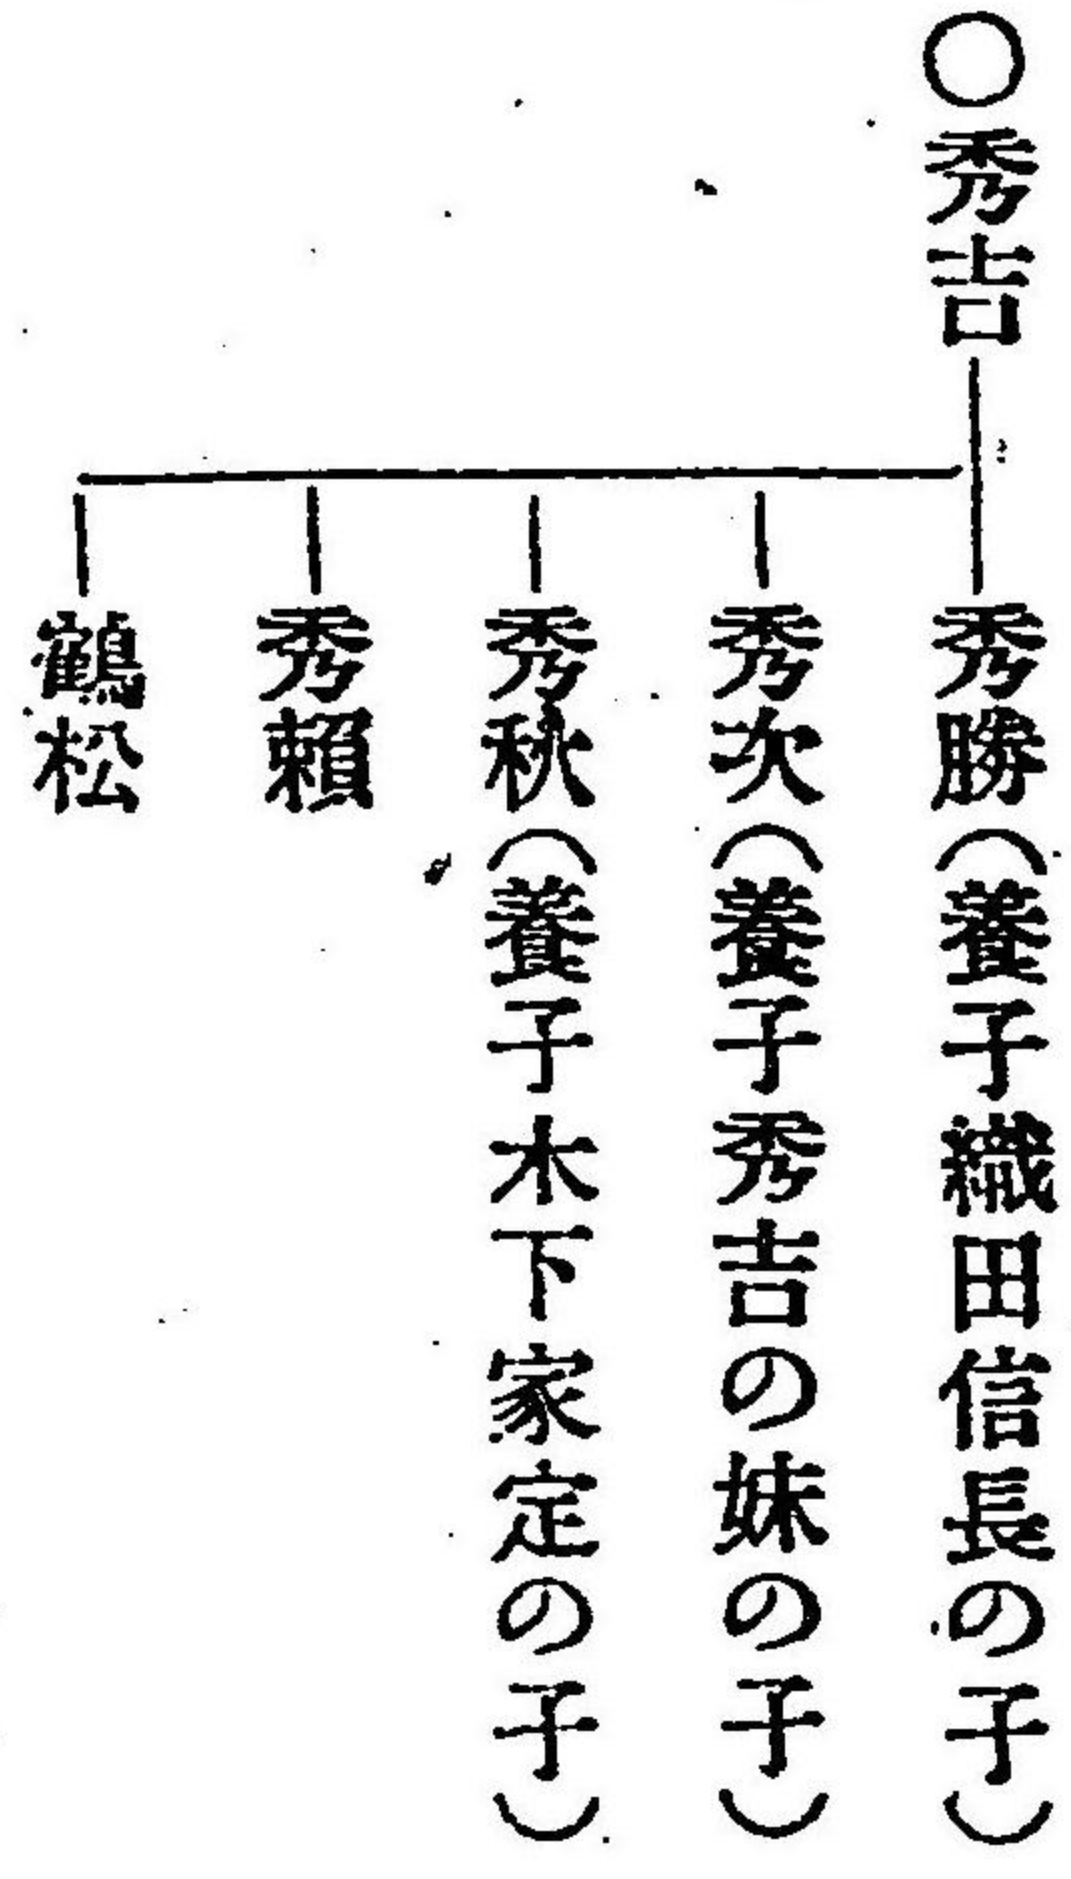 ○秀吉
秀勝（養子織田信長の子）
秀次（養子秀吉の妹の子）
秀秋（養子木下家定の子）
秀賴
鶴松